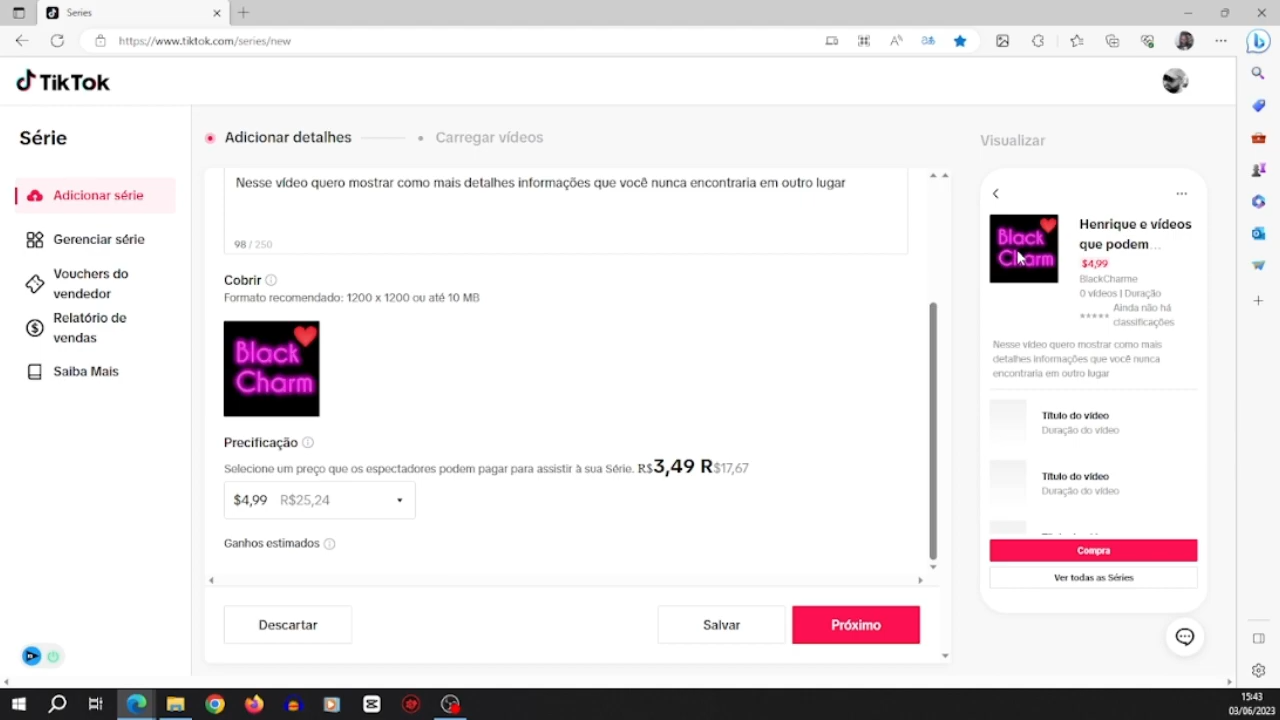 Series
https://www.tiktok.com/series/new
TikTok
Série
Adicionar série
Gerenciar série
Vouchers do
vendedor
Relatório de
vendas
Saiba Mais
Adicionar detalhes
Carregar vídeos
Nesse vídeo quero mostrar como mais detalhes informações que você nunca encontraria em outro lugar
98 / 250
Cobrir
Formato recomendado: 1200 x 1200 ou até 10 MB
Black
Charm
Precificação
Selecione um preço que os espectadores podem pagar para assistir à sua Série. R$3,49 R$17,67
$4,99 R$25,24
Ganhos estimados
Descartar
Salvar
Próximo
Visualizar
Black
Charm
Henrique e vídeos
que podem...
$4,99
BlackCharme
0 vídeos | Duração
Ainda não há
classificações
Nesse vídeo quero mostrar como mais
detalhes informações que você nunca
encontraria em outro lugar
Título do vídeo
Duração do vídeo
Título do vídeo
Duração do vídeo
Compra
Ver todas as Séries
15:43
03/06/2023